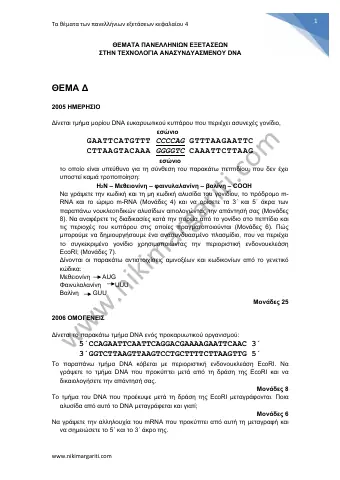 Τα θέματα των πανελλήνιων εξετάσεων κεφαλαίου 4
1
ΘΕΜΑΤΑ ΠΑΝΕΛΛΗΝΙΩΝ ΕΞΕΤΑΣΕΩΝ
ΣΤΗΝ ΤΕΧΝΟΛΟΓΙΑ ΑΝΑΣΥΝΔΥΑΣΜΕΝΟΥ DNA
ΘΕΜΑ Δ
2005 ΗΜΕΡΗΣΙΟ
Δίνεται τμήμα μορίου DNA ευκαρυωτικού κυττάρου που περιέχει ασυνεχές γονίδιο,
εσώνιο
GAATTCATGTTT CCCCAG GTTTAAGAATTC
CTTAAGTACAAA GGGGTC CAAATTCTTAAG
εσώνιο
το οποίο είναι υπεύθυνο για τη σύνθεση του παρακάτω πεπτιδίου, που δεν έχει
υποστεί καμιά τροποποίηση:
H₂N – Μεθειονίνη – φαινυλαλανίνη – βαλίνη – COOH
Να γράψετε την κωδική και τη μη κωδική αλυσίδα του γονιδίου, το πρόδρομο m-
RNA και το ώριμο m-RNA (Μονάδες 4) και να ορίσετε τα 3΄ και 5΄ άκρα των
παραπάνω νουκλεοτιδικών αλυσίδων αιτιολογώντας την απάντησή σας (Μονάδες
8). Να αναφέρετε τις διαδικασίες κατά την πορεία από το γονίδιο στο πεπτίδιο και
τις περιοχές του κυττάρου στις οποίες πραγματοποιούνται (Μονάδες 6). Πώς
μπορούμε να δημιουργήσουμε ένα ανασυνδυασμένο πλασμίδιο, που να περιέχει
το συγκεκριμένο γονίδιο χρησιμοποιώντας την περιοριστική ενδονουκλεάση
EcoRI; (Μονάδες 7).
Δίνονται οι παρακάτω αντιστοιχίσεις αμινοξέων και κωδικονίων από το γενετικό
κώδικα:
Μεθειονίνη → AUG
Φαινυλαλανίνη → UUU
Βαλίνη → GUU
Μονάδες 25
2006 ΟΜΟΓΕΝΕΙΣ
Δίνεται το παρακάτω τμήμα DNA ενός προκαρυωτικού οργανισμού:
5΄CCAGAATTCAATTCAGGACGAAAAGAATTCAAC 3΄
3΄GGTCTTAAGTTAAGTCCTGCTTTTCTTAAGTTG 5΄
Το παραπάνω τμήμα DNA κόβεται με περιοριστική ενδονουκλεάση EcoRI. Να
γράψετε το τμήμα DNA που προκύπτει μετά από τη δράση της EcoRI και να
δικαιολογήσετε την απάντησή σας.
Μονάδες 8
Το τμήμα του DNA που προέκυψε μετά τη δράση της EcoRI μεταγράφονται. Ποια
αλυσίδα από αυτό το DNA μεταγράφεται και γιατί;
Μονάδες 6
Να γράψετε την αλληλουχία του mRNA που προκύπτει από αυτή τη μεταγραφή και
να σημειώσετε το 5΄ και το 3΄ άκρο της.
www.nikimargariti.com
www.nikimargariti.com